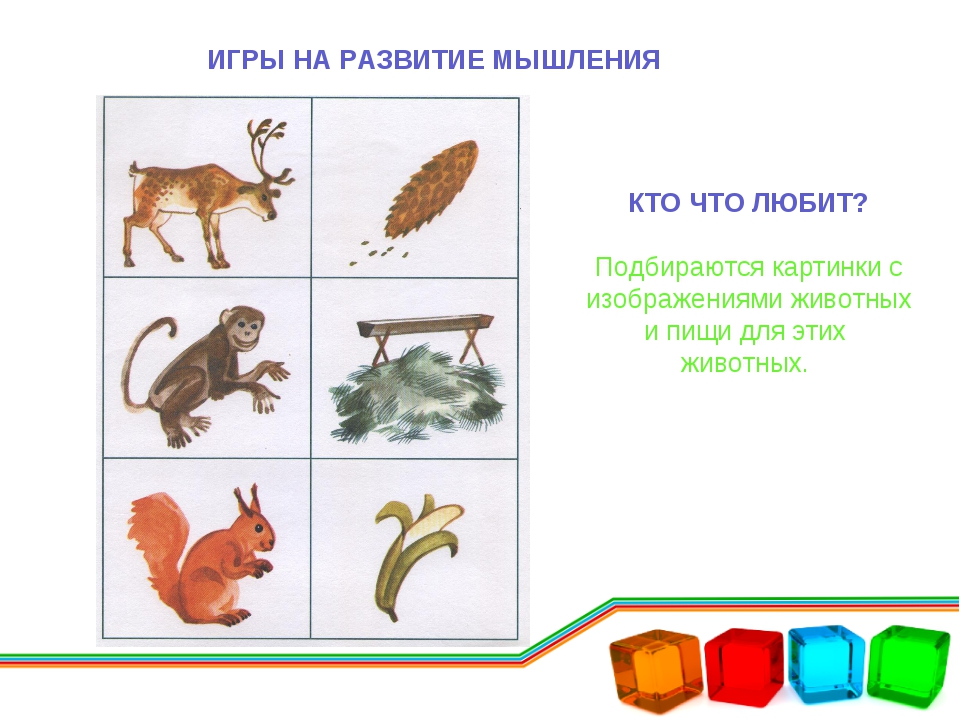 ИГРЫ НА РАЗВИТИЕ МЫШЛЕНИЯ
КТО ЧТО ЛЮБИТ?
Подбираются картинки с
изображениями животных
и пищи для этих
животных.